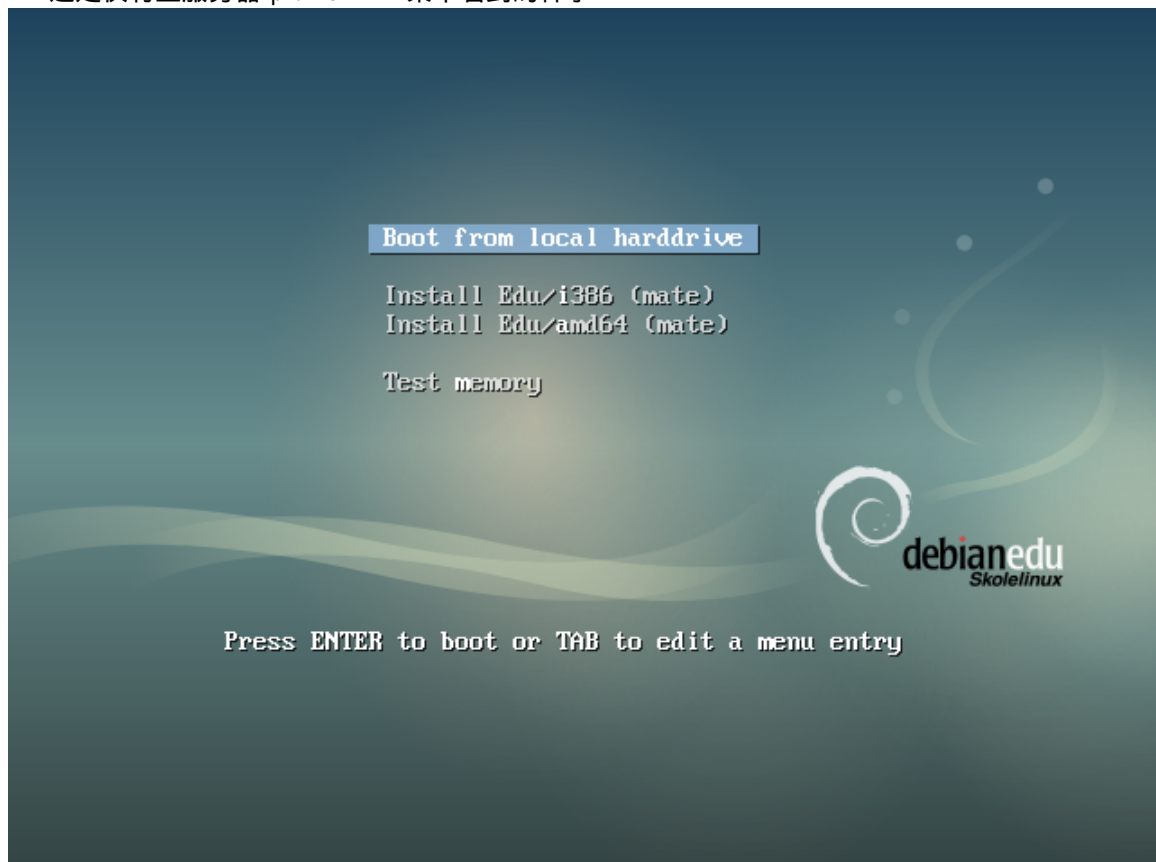 Boot from local harddrive
Install Edu/i386 (mate)
Install Edu/amd64 (mate)
Test memory
debianedu
Skolelinux
Press ENTER to boot or TAB to edit a menu entry